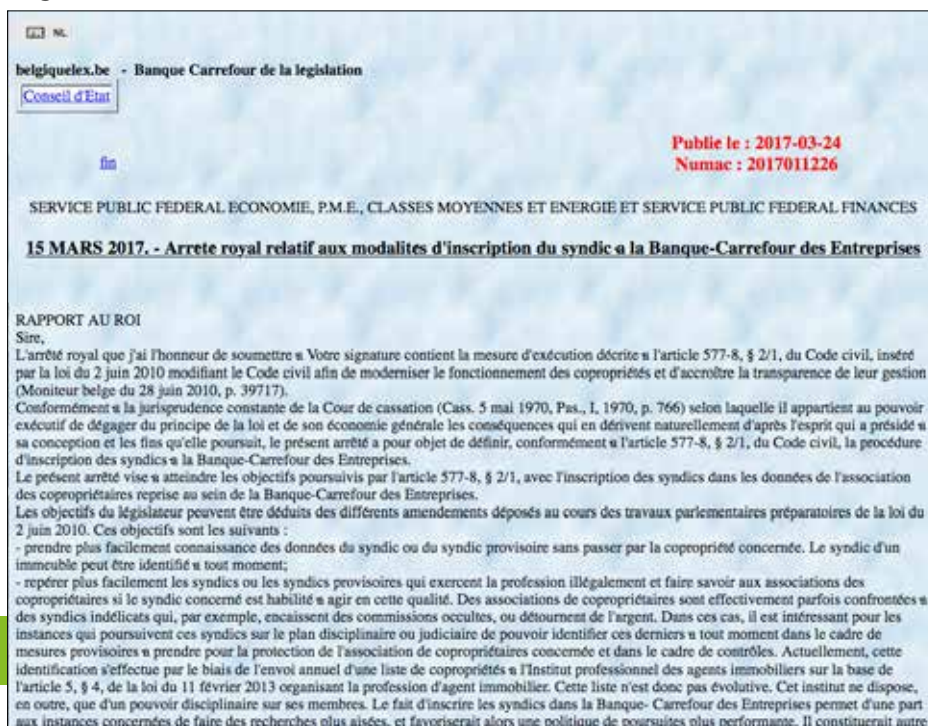 NL
belgiquelex.be - Banque Carrefour de la legislation
Conseil d'Etat
Publie le : 2017-03-24
fin
Numac : 2017011226
SERVICE PUBLIC FEDERAL ECONOMIE, P.M.E., CLASSES MOYENNES ET ENERGIE ET SERVICE PUBLIC FEDERAL FINANCES
15 MARS 2017. - Arrete royal relatif aux modalites d'inscription du syndic a la Banque-Carrefour des Entreprises
RAPPORT AU ROI
Sire,
L'arrêté royal que j'ai l'honneur de soumettre a Votre signature contient la mesure d'exécution décrite a l'article 577-8, § 2/1, du Code civil, inséré
par la loi du 2 juin 2010 modifiant le Code civil afin de moderniser le fonctionnement des copropriétés et d'accroître la transparence de leur gestion
(Moniteur belge du 28 juin 2010, p. 39717).
Conformément a la jurisprudence constante de la Cour de cassation (Cass. 5 mai 1970, Pas., I, 1970, p. 766) selon laquelle il appartient au pouvoir
exécutif de dégager du principe de la loi et de son économie générale les conséquences qui en dérivent naturellement d'après l'esprit qui a présidé a
sa conception et les fins qu'elle poursuit, le présent arrêté a pour objet de définir, conformément a l'article 577-8, § 2/1, du Code civil, la procédure
d'inscription des syndics a la Banque-Carrefour des Entreprises.
Le présent arrêté vise a atteindre les objectifs poursuivis par l'article 577-8, § 2/1, avec l'inscription des syndics dans les données de l'association
des copropriétaires reprise au sein de la Banque-Carrefour des Entreprises.
Les objectifs du législateur peuvent être déduits des différents amendements déposés au cours des travaux parlementaires préparatoires de la loi du
2 juin 2010. Ces objectifs sont les suivants :
- prendre plus facilement connaissance des données du syndic ou du syndic provisoire sans passer par la copropriété concernée. Le syndic d'un
immeuble peut être identifié a tout moment;
- repérer plus facilement les syndics ou les syndics provisoires qui exercent la profession illégalement et faire savoir aux associations des
copropriétaires si le syndic concerné est habilité a agir en cette qualité. Des associations de copropriétaires sont effectivement parfois confrontées a
des syndics indélicats qui, par exemple, encaissent des commissions occultes, ou détournent de l'argent. Dans ces cas, il est intéressant pour les
instances qui poursuivent ces syndics sur le plan disciplinaire ou judiciaire de pouvoir identifier ces derniers a tout moment dans le cadre de
mesures provisoires a prendre pour la protection de l'association de copropriétaires concernée et dans le cadre de contrôles. Actuellement, cette
identification s'effectue par le biais de l'envoi annuel d'une liste de copropriétés a l'Institut professionnel des agents immobiliers sur la base de
l'article 5, § 4, de la loi du 11 février 2013 organisant la profession d'agent immobilier. Cette liste n'est donc pas évolutive. Cet institut ne dispose,
en outre, que d'un pouvoir disciplinaire sur ses membres. Le fait d'inscrire les syndics dans la Banque- Carrefour des Entreprises permet d'une part
aux instances concernées de faire des recherches plus aisées, et favoriserait alors une politique de poursuites plus performante. Il permettrait